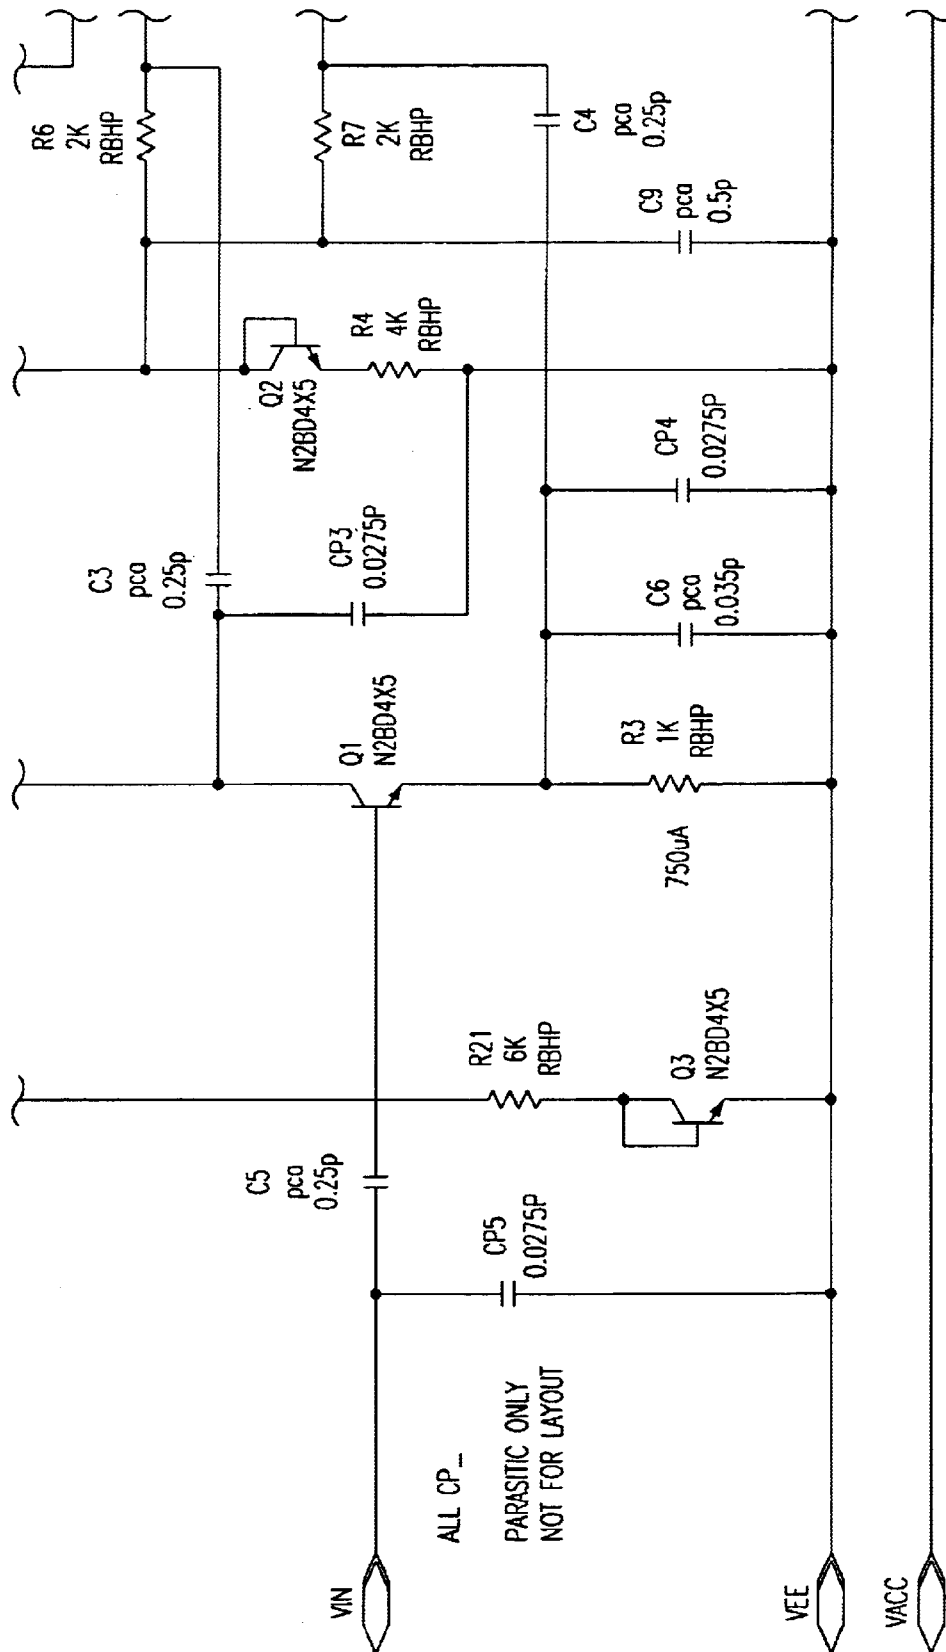 R6
2K
RBHP
R7
2K
RBHP
C4
pca
0.25p
C9
pca
0.5p
Q2
N2BD4X5
R4
4K
RBHP
C3
pca
0.25p
CP3
0.0275P
CP4
0.0275P
C6
pca
0.035p
Q1
N2BD4X5
R3
1K
RBHP
750uA
R21
6K
RBHP
Q3
N2BD4X5
C5
pca
0.25p
CP5
0.0275P
ALL CP_
PARASITIC ONLY
NOT FOR LAYOUT
VIN
VEE
VACC